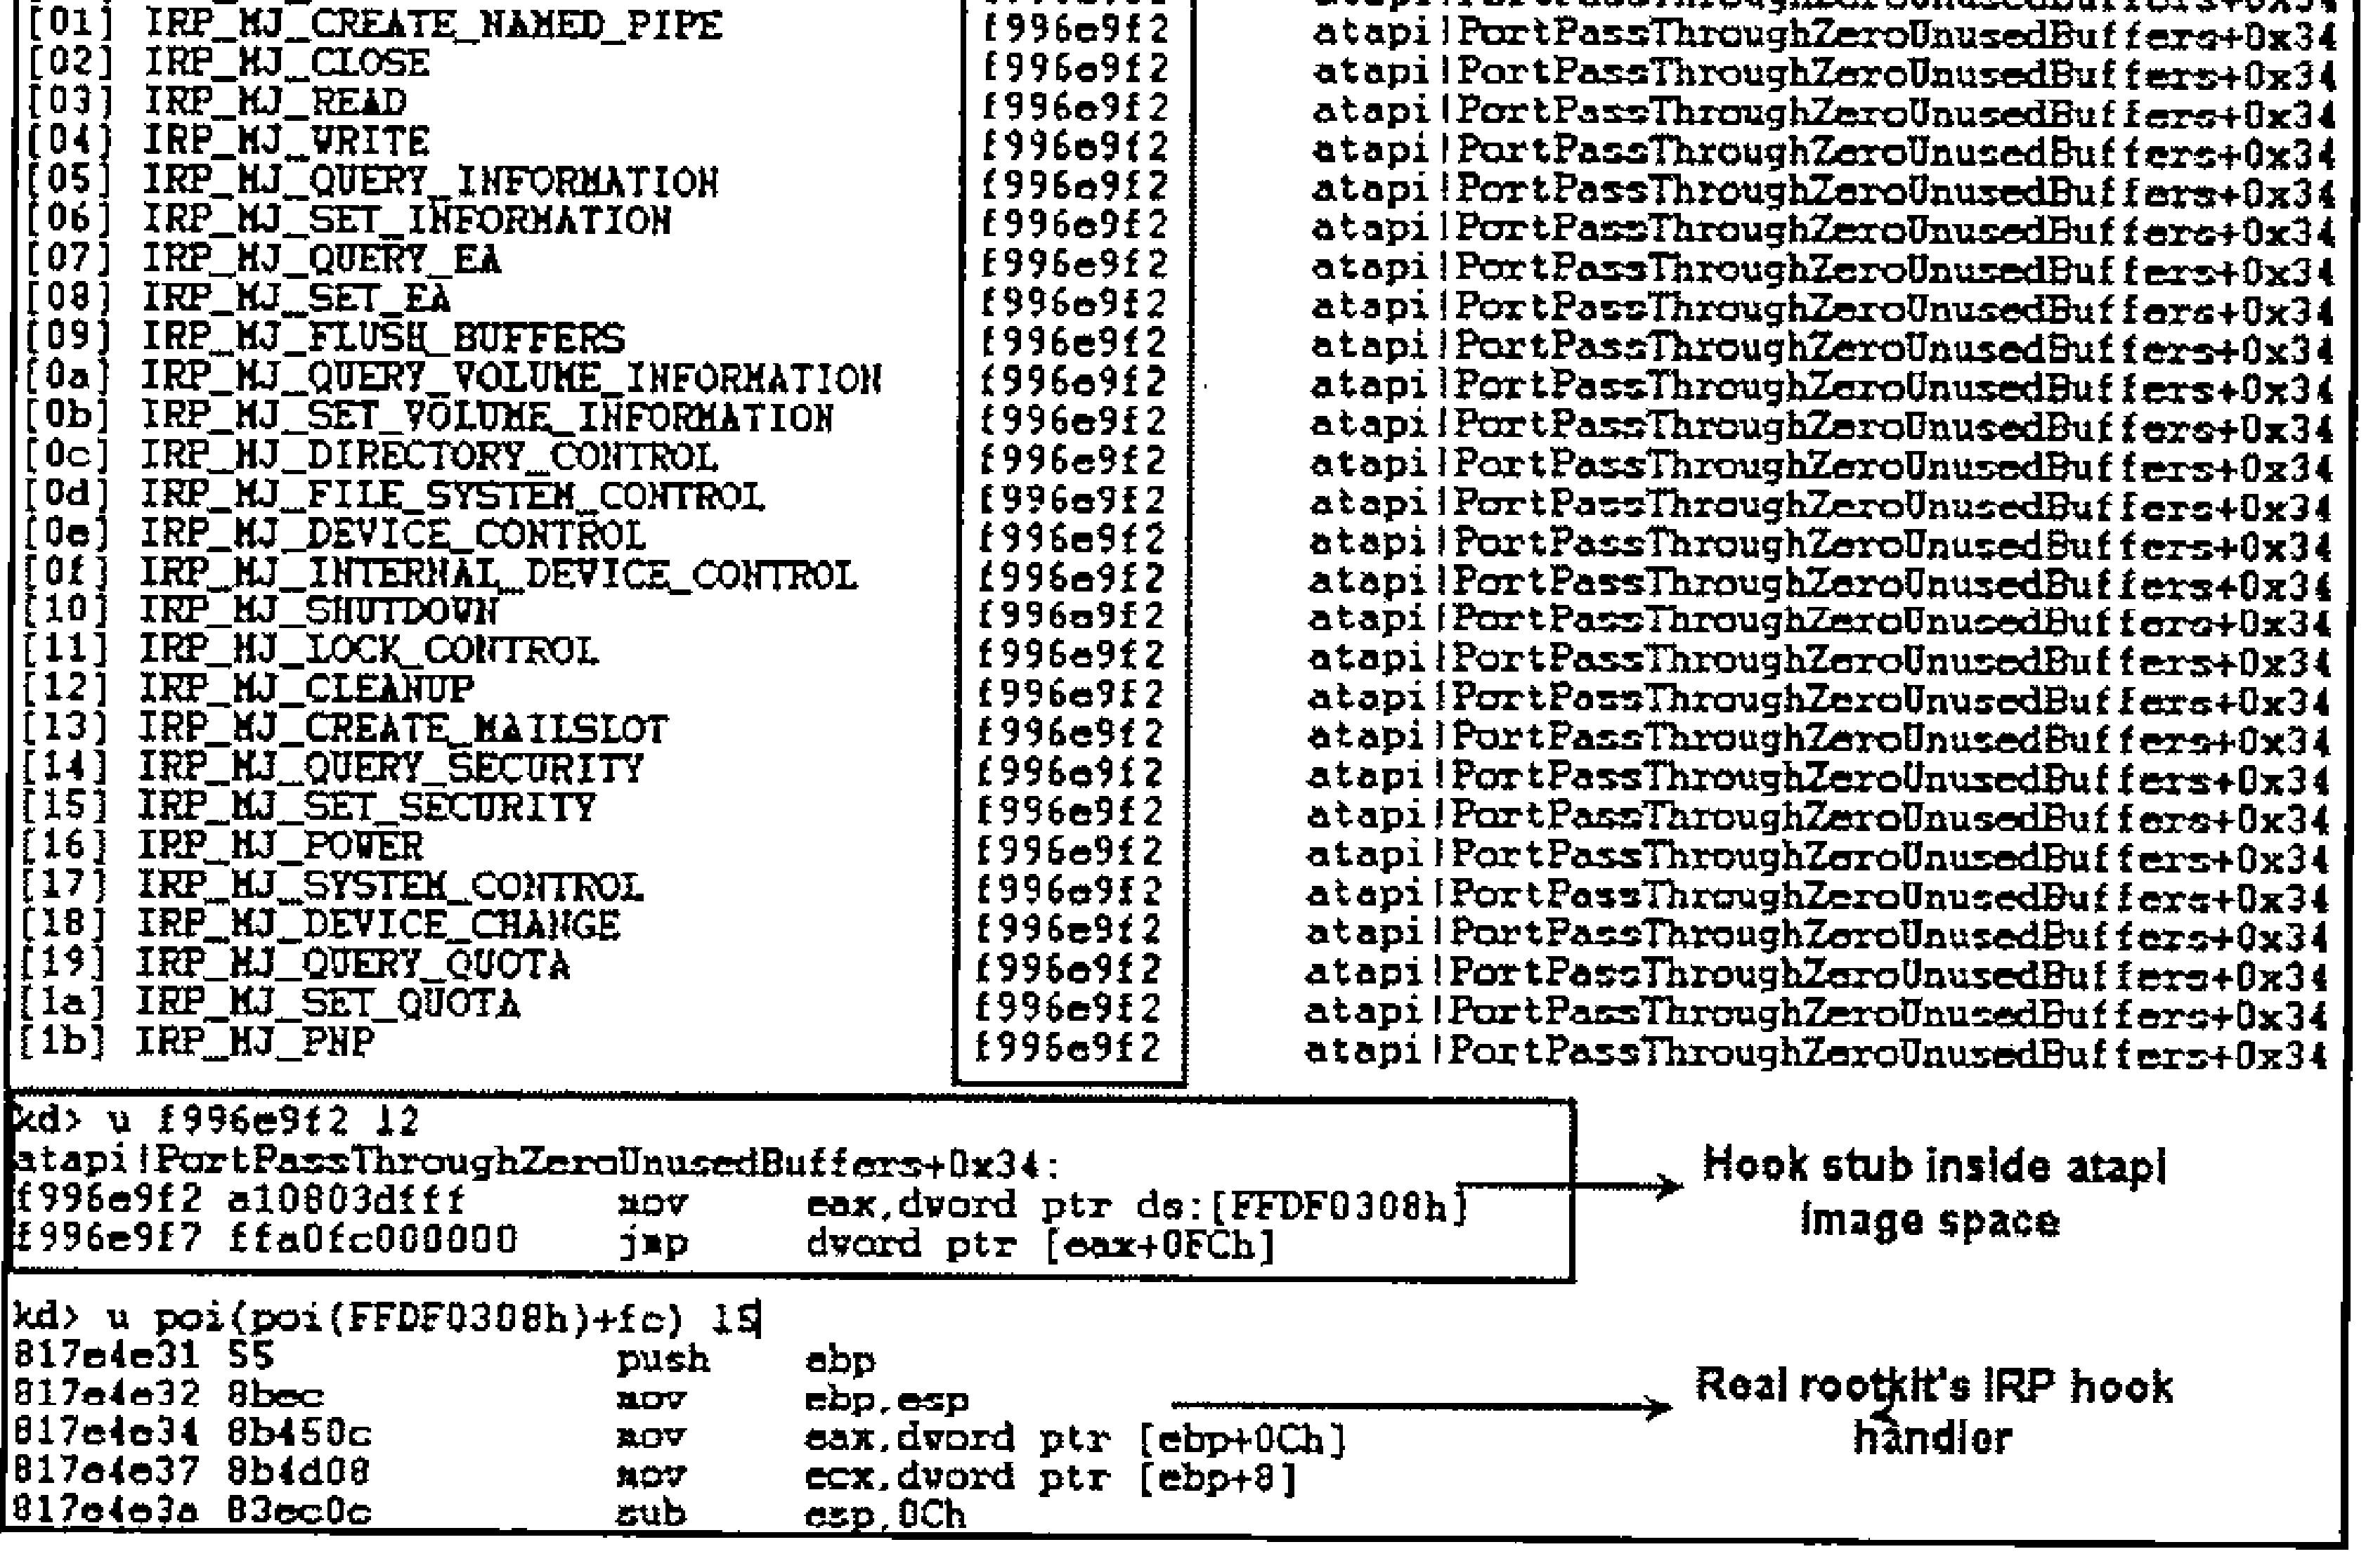 atapi!PortPassThroughZeroUnusedBuffers+0x34
[01] IRP_MJ_CREATE_NAMED_PIPE f996e9f2 atapi!PortPassThroughZeroUnusedBuffers+0x34
[02] IRP_MJ_CLOSE f996e9f2 atapi!PortPassThroughZeroUnusedBuffers+0x34
[03] IRP_MJ_READ f996e9f2 atapi!PortPassThroughZeroUnusedBuffers+0x34
[04] IRP_MJ_WRITE f996e9f2 atapi!PortPassThroughZeroUnusedBuffers+0x34
[05] IRP_MJ_QUERY_INFORMATION f996e9f2 atapi!PortPassThroughZeroUnusedBuffers+0x34
[06] IRP_MJ_SET_INFORMATION f996e9f2 atapi!PortPassThroughZeroUnusedBuffers+0x34
[07] IRP_MJ_QUERY_EA f996e9f2 atapi!PortPassThroughZeroUnusedBuffers+0x34
[08] IRP_MJ_SET_EA f996e9f2 atapi!PortPassThroughZeroUnusedBuffers+0x34
[09] IRP_MJ_FLUSH_BUFFERS f996e9f2 atapi!PortPassThroughZeroUnusedBuffers+0x34
[0a] IRP_MJ_QUERY_VOLUME_INFORMATION f996e9f2 atapi!PortPassThroughZeroUnusedBuffers+0x34
[0b] IRP_MJ_SET_VOLUME_INFORMATION f996e9f2 atapi!PortPassThroughZeroUnusedBuffers+0x34
[0c] IRP_MJ_DIRECTORY_CONTROL f996e9f2 atapi!PortPassThroughZeroUnusedBuffers+0x34
[0d] IRP_MJ_FILE_SYSTEM_CONTROL f996e9f2 atapi!PortPassThroughZeroUnusedBuffers+0x34
[0e] IRP_MJ_DEVICE_CONTROL f996e9f2 atapi!PortPassThroughZeroUnusedBuffers+0x34
[0f] IRP_MJ_INTERNAL_DEVICE_CONTROL f996e9f2 atapi!PortPassThroughZeroUnusedBuffers+0x34
[10] IRP_MJ_SHUTDOWN f996e9f2 atapi!PortPassThroughZeroUnusedBuffers+0x34
[11] IRP_MJ_LOCK_CONTROL f996e9f2 atapi!PortPassThroughZeroUnusedBuffers+0x34
[12] IRP_MJ_CLEANUP f996e9f2 atapi!PortPassThroughZeroUnusedBuffers+0x34
[13] IRP_MJ_CREATE_MAILSLOT f996e9f2 atapi!PortPassThroughZeroUnusedBuffers+0x34
[14] IRP_MJ_QUERY_SECURITY f996e9f2 atapi!PortPassThroughZeroUnusedBuffers+0x34
[15] IRP_MJ_SET_SECURITY f996e9f2 atapi!PortPassThroughZeroUnusedBuffers+0x34
[16] IRP_MJ_POWER f996e9f2 atapi!PortPassThroughZeroUnusedBuffers+0x34
[17] IRP_MJ_SYSTEM_CONTROL f996e9f2 atapi!PortPassThroughZeroUnusedBuffers+0x34
[18] IRP_MJ_DEVICE_CHANGE f996e9f2 atapi!PortPassThroughZeroUnusedBuffers+0x34
[19] IRP_MJ_QUERY_QUOTA f996e9f2 atapi!PortPassThroughZeroUnusedBuffers+0x34
[1a] IRP_MJ_SET_QUOTA f996e9f2 atapi!PortPassThroughZeroUnusedBuffers+0x34
[1b] IRP_MJ_PNP f996e9f2 atapi!PortPassThroughZeroUnusedBuffers+0x34
kd> u f996e9f2 l2
atapi!PortPassThroughZeroUnusedBuffers+0x34:
f996e9f2 a10803dfff mov eax,dword ptr ds:[FFDF0308h]
f996e9f7 ffa0fc000000 jmp dword ptr [eax+0FCh]
Hook stub inside atapi
image space
kd> u poi(poi(FFDF0308h)+fc) l5
817e4e31 55 push ebp
817e4e32 8bec mov ebp,esp
817e4e34 8b450c mov eax,dword ptr [ebp+0Ch]
817e4e37 8b4d08 mov ecx,dword ptr [ebp+8]
817e4e3a 83ec0c sub esp,0Ch
Real rootkit's IRP hook
handler